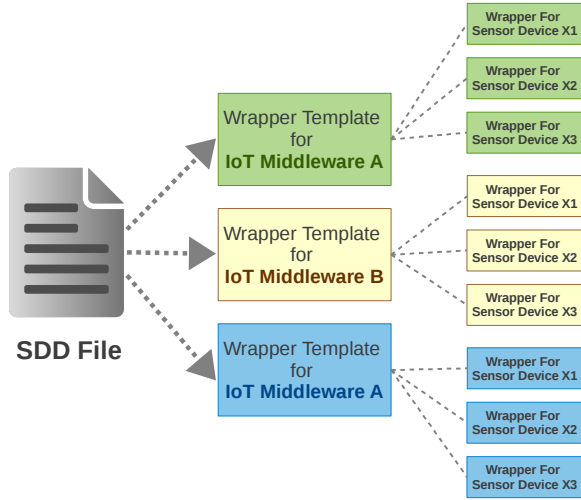 SDD File
Wrapper Template
for
IoT Middleware A
Wrapper For
Sensor Device X1
Wrapper For
Sensor Device X2
Wrapper For
Sensor Device X3
Wrapper Template
for
IoT Middleware B
Wrapper For
Sensor Device X1
Wrapper For
Sensor Device X2
Wrapper For
Sensor Device X3
Wrapper Template
for
IoT Middleware A
Wrapper For
Sensor Device X1
Wrapper For
Sensor Device X2
Wrapper For
Sensor Device X3